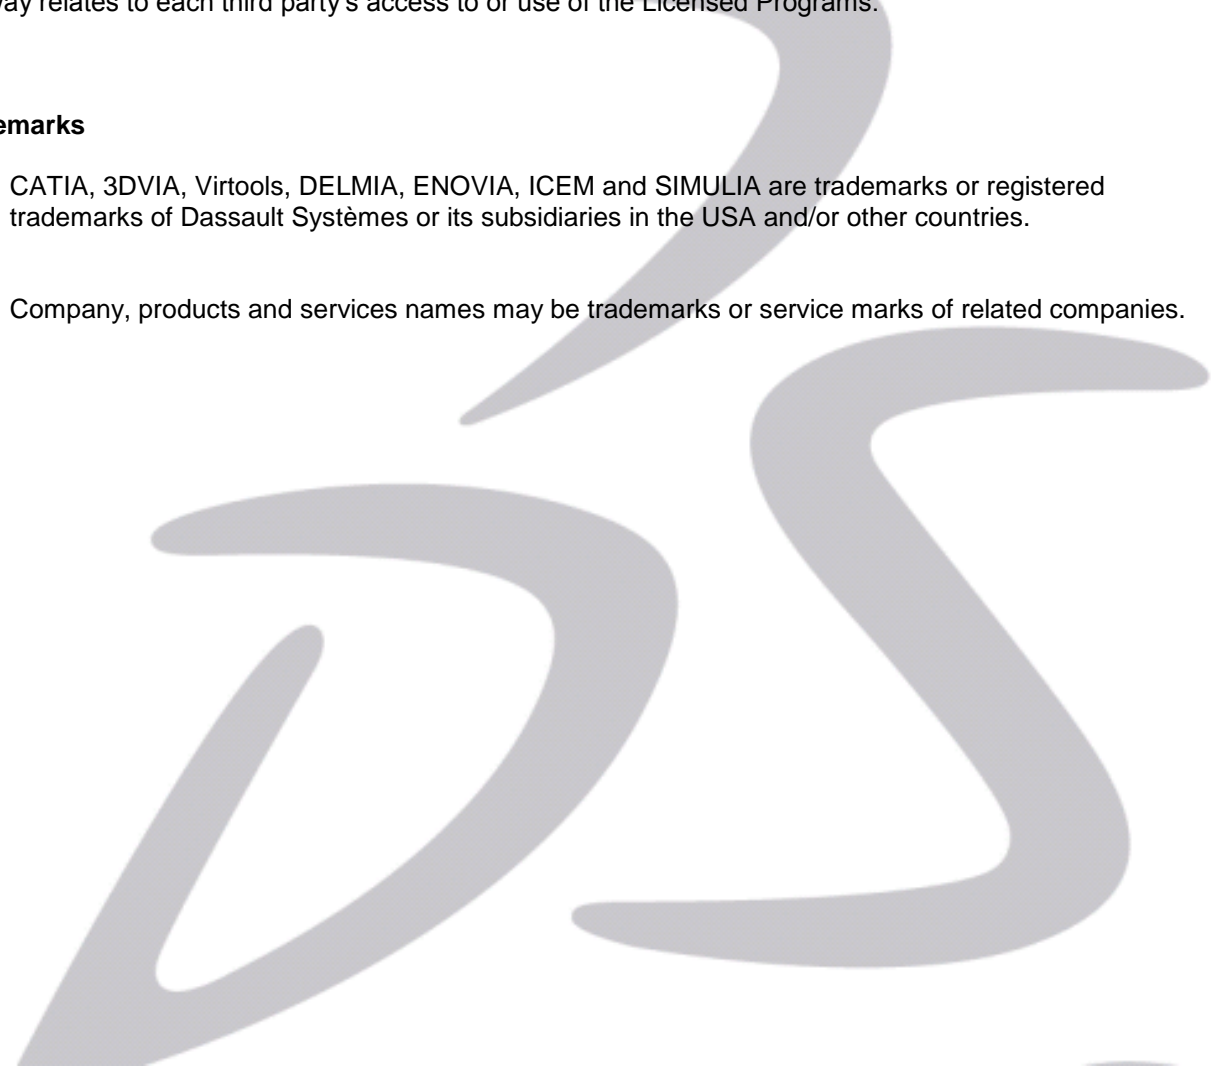 way relates to each third party's access to or use of the Licensed Programs.
emarks
CATIA, 3DVIA, Virtools, DELMIA, ENOVIA, ICEM and SIMULIA are trademarks or registered
trademarks of Dassault Systèmes or its subsidiaries in the USA and/or other countries.
Company, products and services names may be trademarks or service marks of related companies.